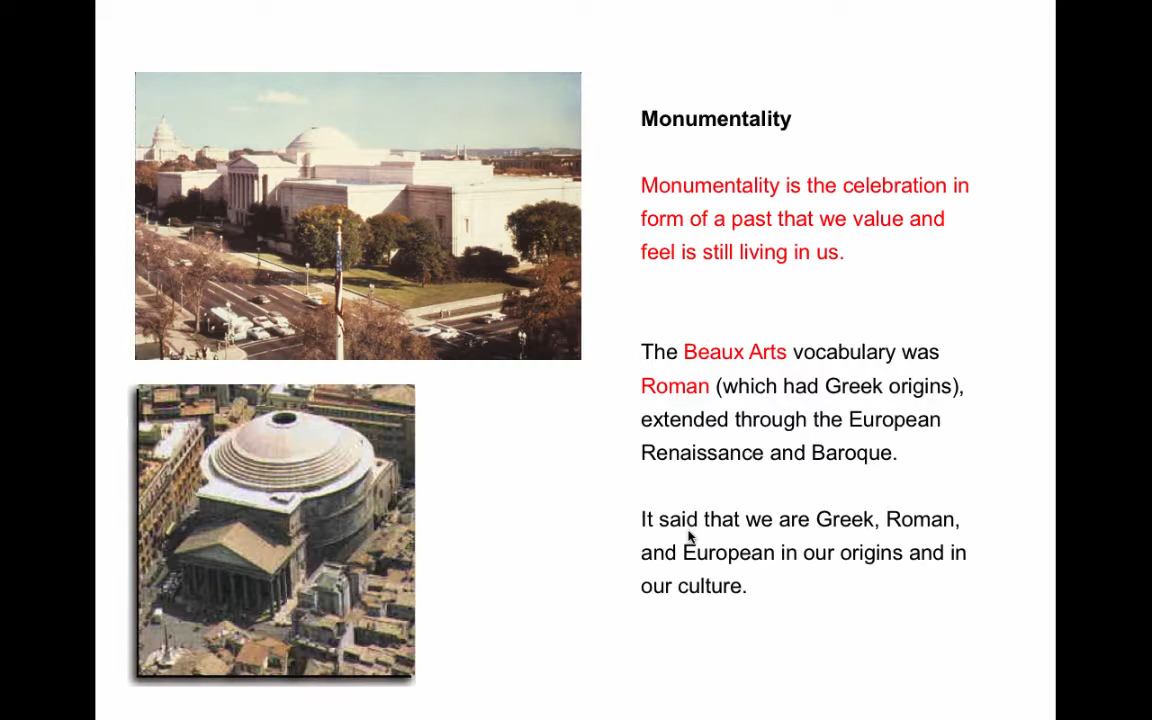 Monumentality
Monumentality is the celebration in
form of a past that we value and
feel is still living in us.
The Beaux Arts vocabulary was
Roman (which had Greek origins),
extended through the European
Renaissance and Baroque.
It said that we are Greek, Roman,
and European in our origins and in
our culture.